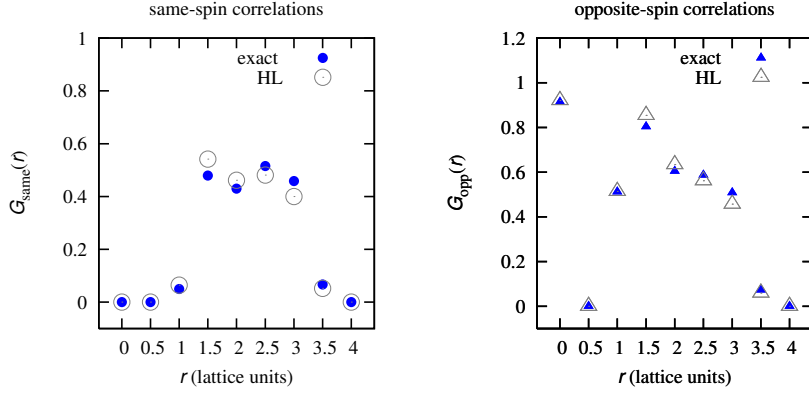 same-spin correlations
exact
HL
1
0.8
0.6
0.4
0.2
0
G_same(r)
0 0.5 1 1.5 2 2.5 3 3.5 4
r (lattice units)
opposite-spin correlations
exact
HL
1.2
1
0.8
0.6
0.4
0.2
0
G_opp(r)
0 0.5 1 1.5 2 2.5 3 3.5 4
r (lattice units)